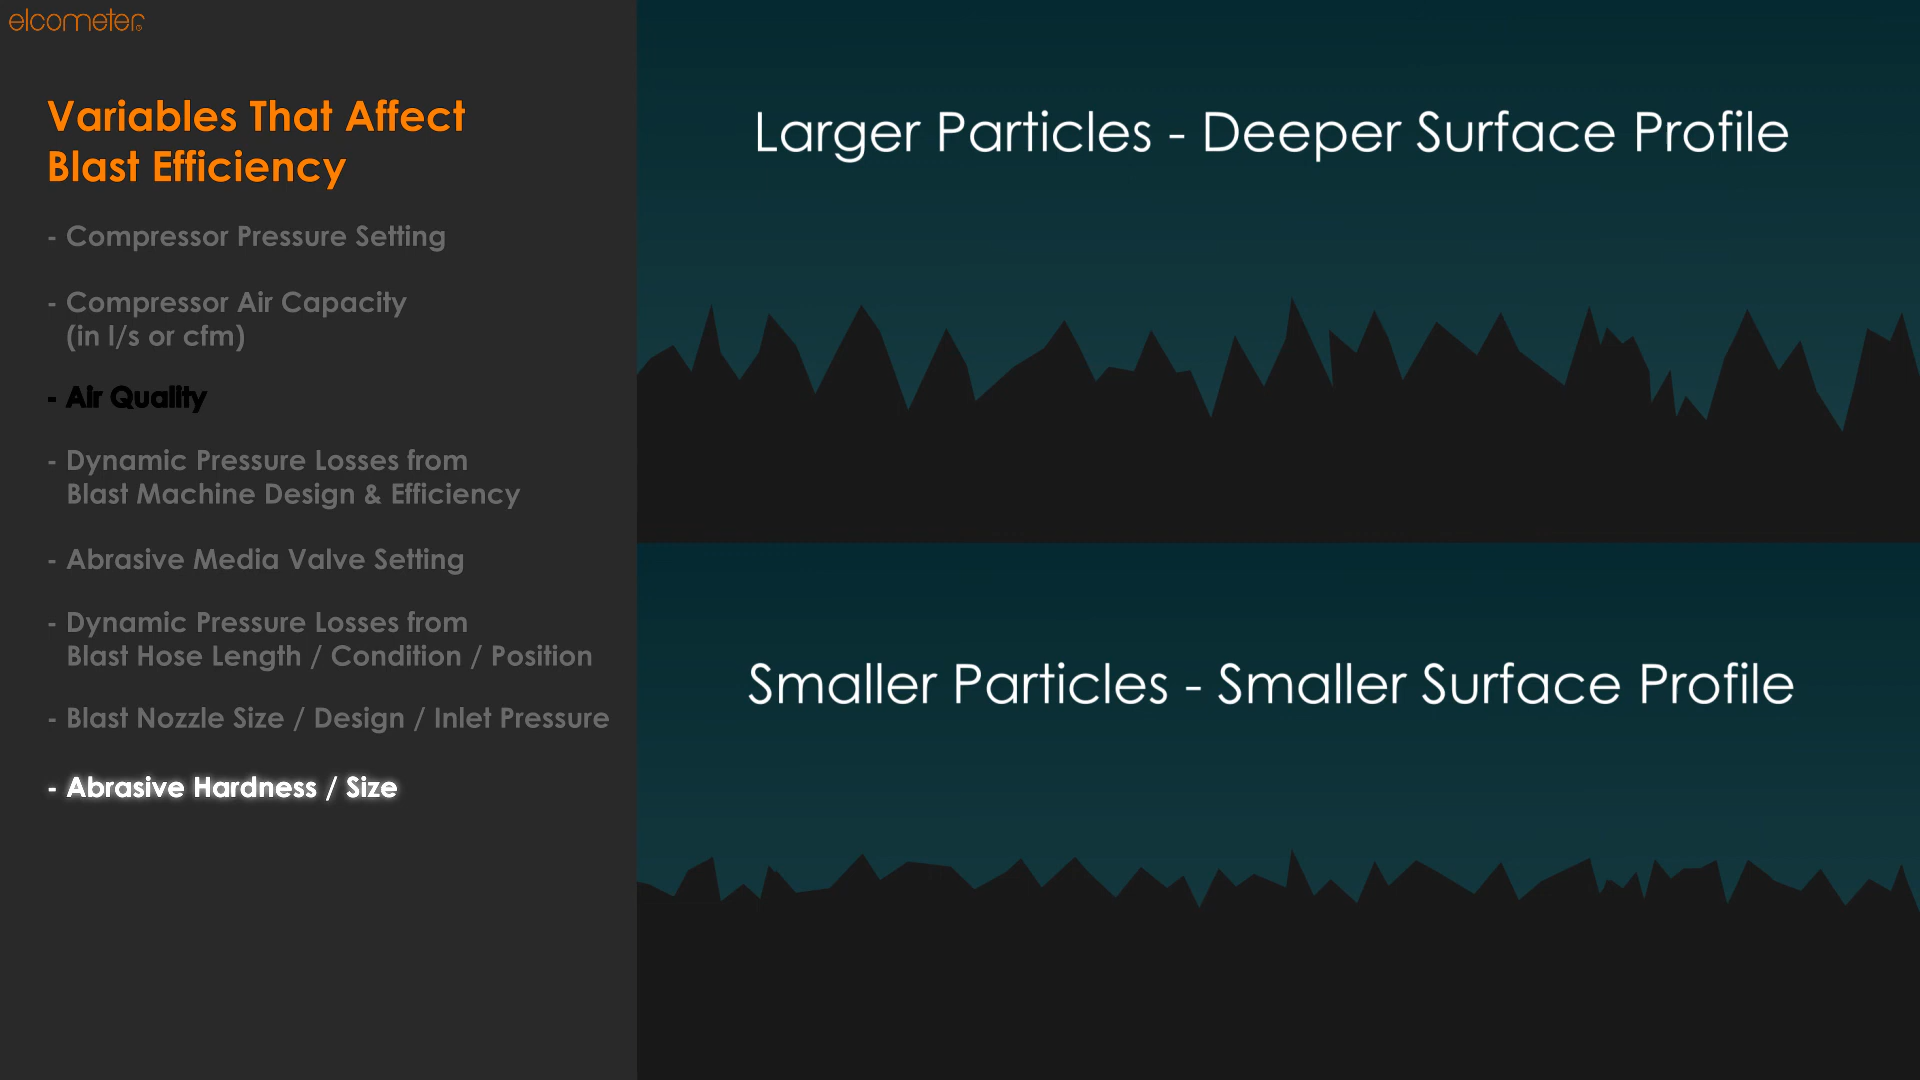 elcometer
Variables That Affect
Blast Efficiency
- Compressor Pressure Setting
- Compressor Air Capacity
(in l/s or cfm)
- Air Quality
- Dynamic Pressure Losses from
Blast Machine Design & Efficiency
- Abrasive Media Valve Setting
- Dynamic Pressure Losses from
Blast Hose Length / Condition / Position
- Blast Nozzle Size / Design / Inlet Pressure
- Abrasive Hardness / Size
Larger Particles - Deeper Surface Profile
Smaller Particles - Smaller Surface Profile